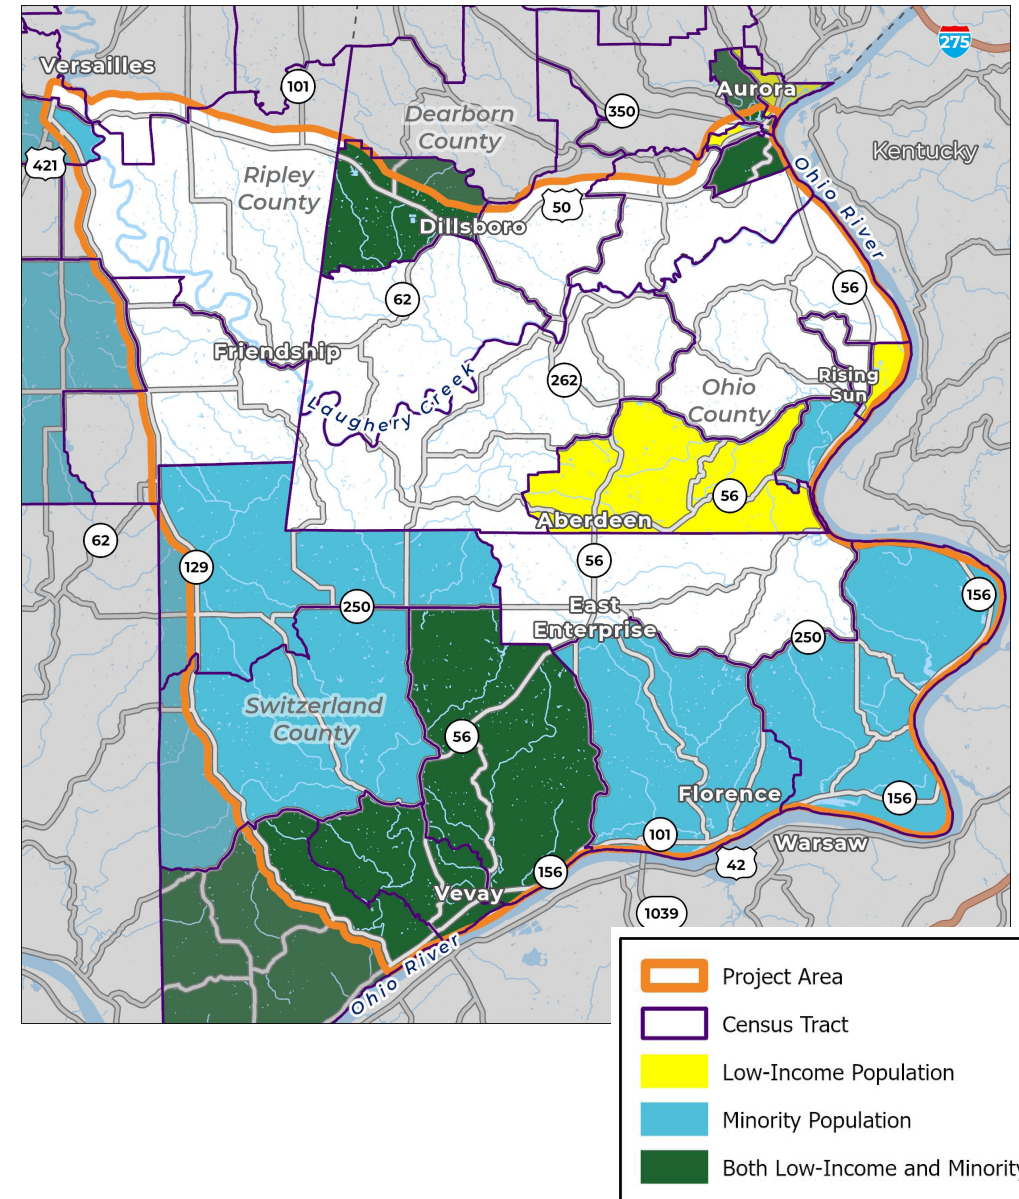 275
Versailles
101
Aurora
350
Dearborn
County
Kentucky
421
Ripley
County
Ohio River
50
Dillsboro
62
56
Friendship
262
Rising
Sun
Ohio
County
Laughery Creek
56
Aberdeen
62
56
129
156
250
East
Enterprise
250
Switzerland
County
56
Florence
156
101
Warsaw
42
156
Vevay
1039
Ohio River
Project Area
Census Tract
Low-Income Population
Minority Population
Both Low-Income and Minority